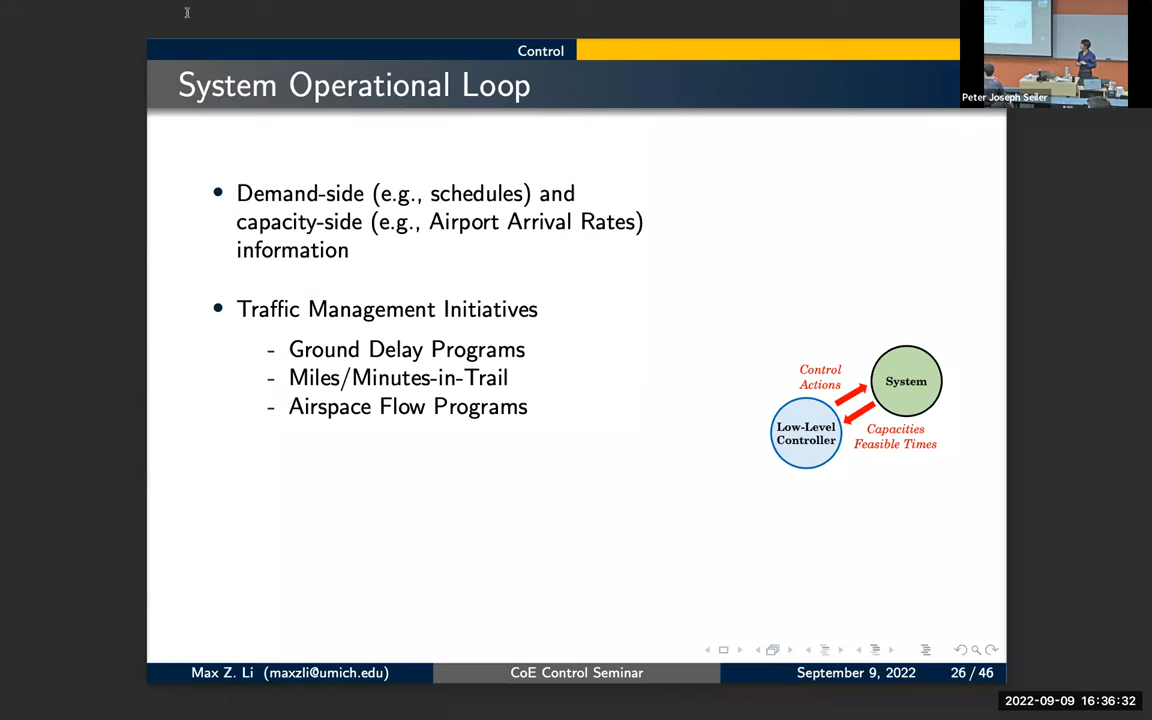 Control
System Operational Loop
Peter Joseph Seiler
• Demand-side (e.g., schedules) and
capacity-side (e.g., Airport Arrival Rates)
information
• Traffic Management Initiatives
- Ground Delay Programs
- Miles/Minutes-in-Trail
- Airspace Flow Programs
Control
Actions
System
Low-Level
Controller
Capacities
Feasible Times
Max Z. Li (maxzli@umich.edu)
CoE Control Seminar
September 9, 2022
26 / 46
2022-09-09 16:36:32